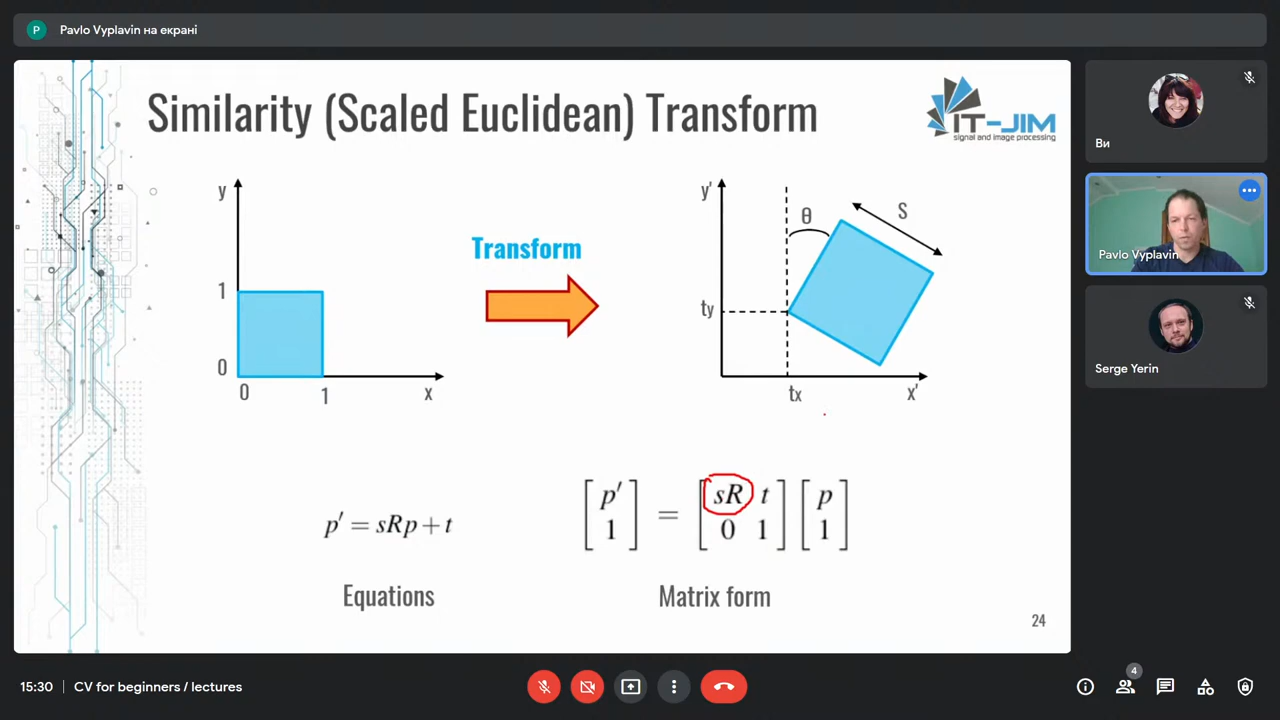 P Pavlo Vyplavin на екрані
Similarity (Scaled Euclidean) Transform
IT-JIM
signal and image processing
y
1
0
0
1
x
Transform
y'
θ
S
ty
tx
x'
p′ = sRp + t
[p′ 1] = [sR t 0 1] [p 1]
Equations
Matrix form
24
Ви
Pavlo Vyplavin
Serge Yerin
15:30 | CV for beginners / lectures
4